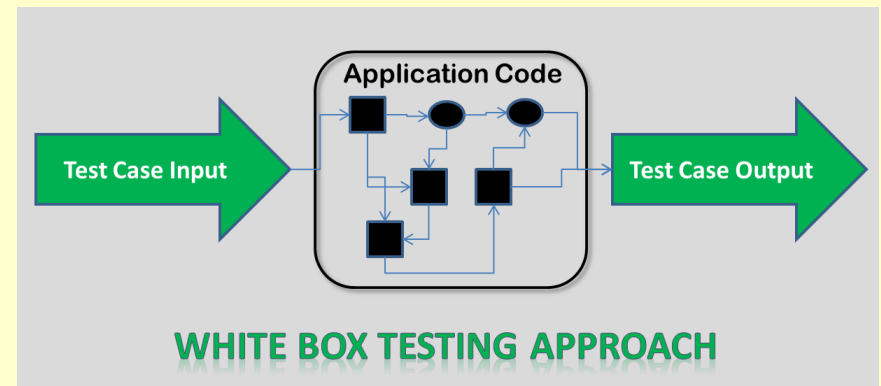 Application Code
Test Case Input
Test Case Output
WHITE BOX TESTING APPROACH